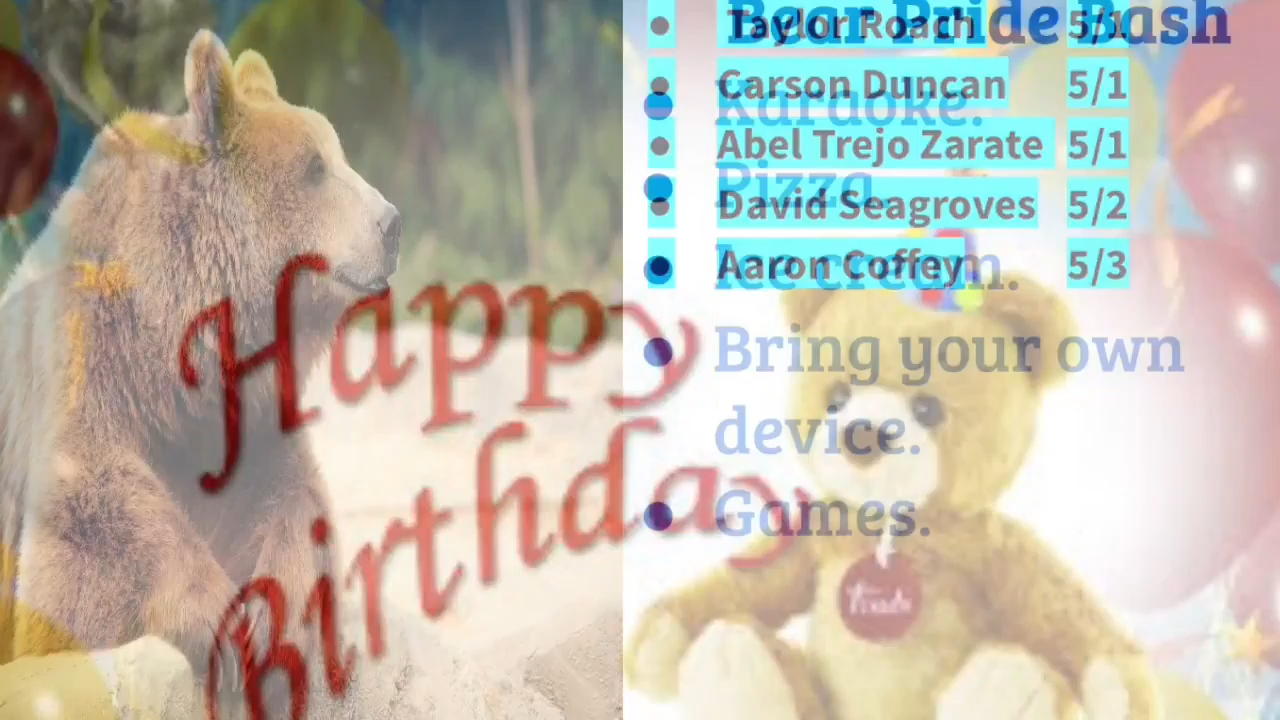 Happy
Birthday
Bear Pride Bash
Karaoke.
Pizza.
Ice cream.
Bring your own
device.
Games.
Taylor Roach 5/1
Carson Duncan 5/1
Abel Trejo Zarate 5/1
David Seagroves 5/2
Aaron Coffey 5/3